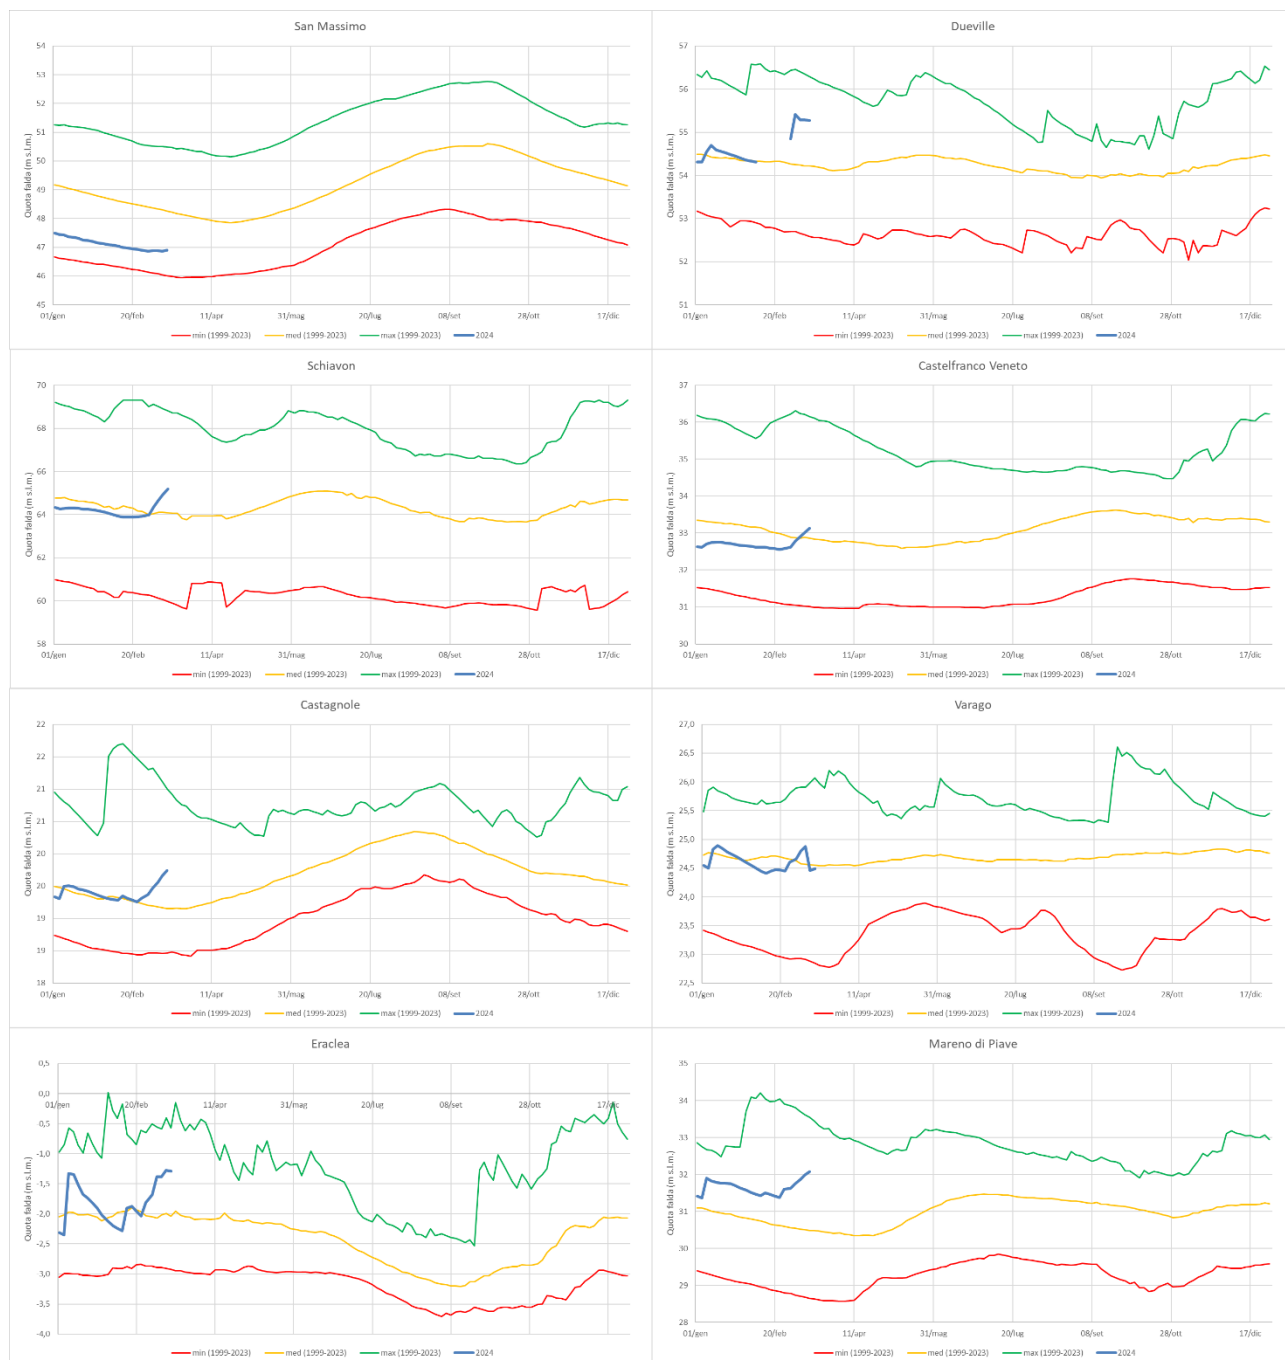 San Massimo
Quota falda (m s.l.m.)
54
53
52
51
50
49
48
47
46
45
01/gen 20/feb 11/apr 31/mag 20/lug 08/set 28/ott 17/dic
min (1999-2023) med (1999-2023) max (1999-2023) 2024
Dueville
Quota falda (m s.l.m.)
57
56
55
54
53
52
51
01/gen 20/feb 11/apr 31/mag 20/lug 08/set 28/ott 17/dic
min (1999-2023) med (1999-2023) max (1999-2023) 2024
Schiavon
Quota falda (m s.l.m.)
70
68
66
64
62
60
58
01/gen 20/feb 11/apr 31/mag 20/lug 08/set 28/ott 17/dic
min (1999-2023) med (1999-2023) max (1999-2023) 2024
Castelfranco Veneto
Quota falda (m s.l.m.)
37
36
35
34
33
32
31
30
01/gen 20/feb 11/apr 31/mag 20/lug 08/set 28/ott 17/dic
min (1999-2023) med (1999-2023) max (1999-2023) 2024
Castagnole
Quota falda (m s.l.m.)
22
22
21
21
20
20
19
19
18
01/gen 20/feb 11/apr 31/mag 20/lug 08/set 28/ott 17/dic
min (1999-2023) med (1999-2023) max (1999-2023) 2024
Varago
Quota falda (m s.l.m.)
27,0
26,5
26,0
25,5
25,0
24,5
24,0
23,5
23,0
22,5
01/gen 20/feb 11/apr 31/mag 20/lug 08/set 28/ott 17/dic
min (1999-2023) med (1999-2023) max (1999-2023) 2024
Eraclea
Quota falda (m s.l.m.)
0,5
0,0
01/gen 20/feb 11/apr 31/mag 20/lug 08/set 28/ott 17/dic
-0,5
-1,0
-1,5
-2,0
-2,5
-3,0
-3,5
-4,0
min (1999-2023) med (1999-2023) max (1999-2023) 2024
Mareno di Piave
Quota falda (m s.l.m.)
35
34
33
32
31
30
29
28
01/gen 20/feb 11/apr 31/mag 20/lug 08/set 28/ott 17/dic
min (1999-2023) med (1999-2023) max (1999-2023) 2024